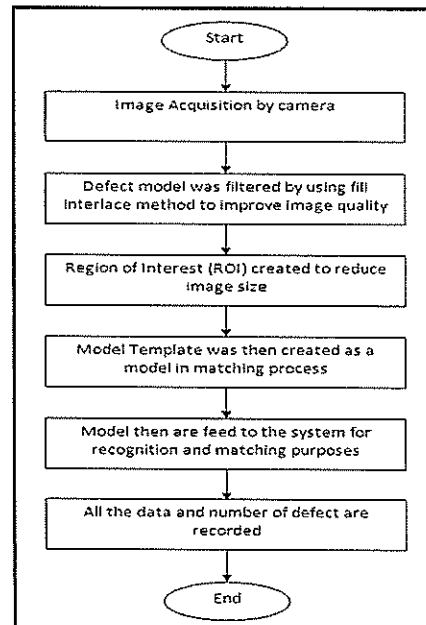 Start
Image Acquisition by camera
Defect model was filtered by using fill
Interlace method to improve image quality
Region of Interest (ROI) created to reduce
image size
Model Template was then created as a
model in matching process
Model then are feed to the system for
recognition and matching purposes
All the data and number of defect are
recorded
End